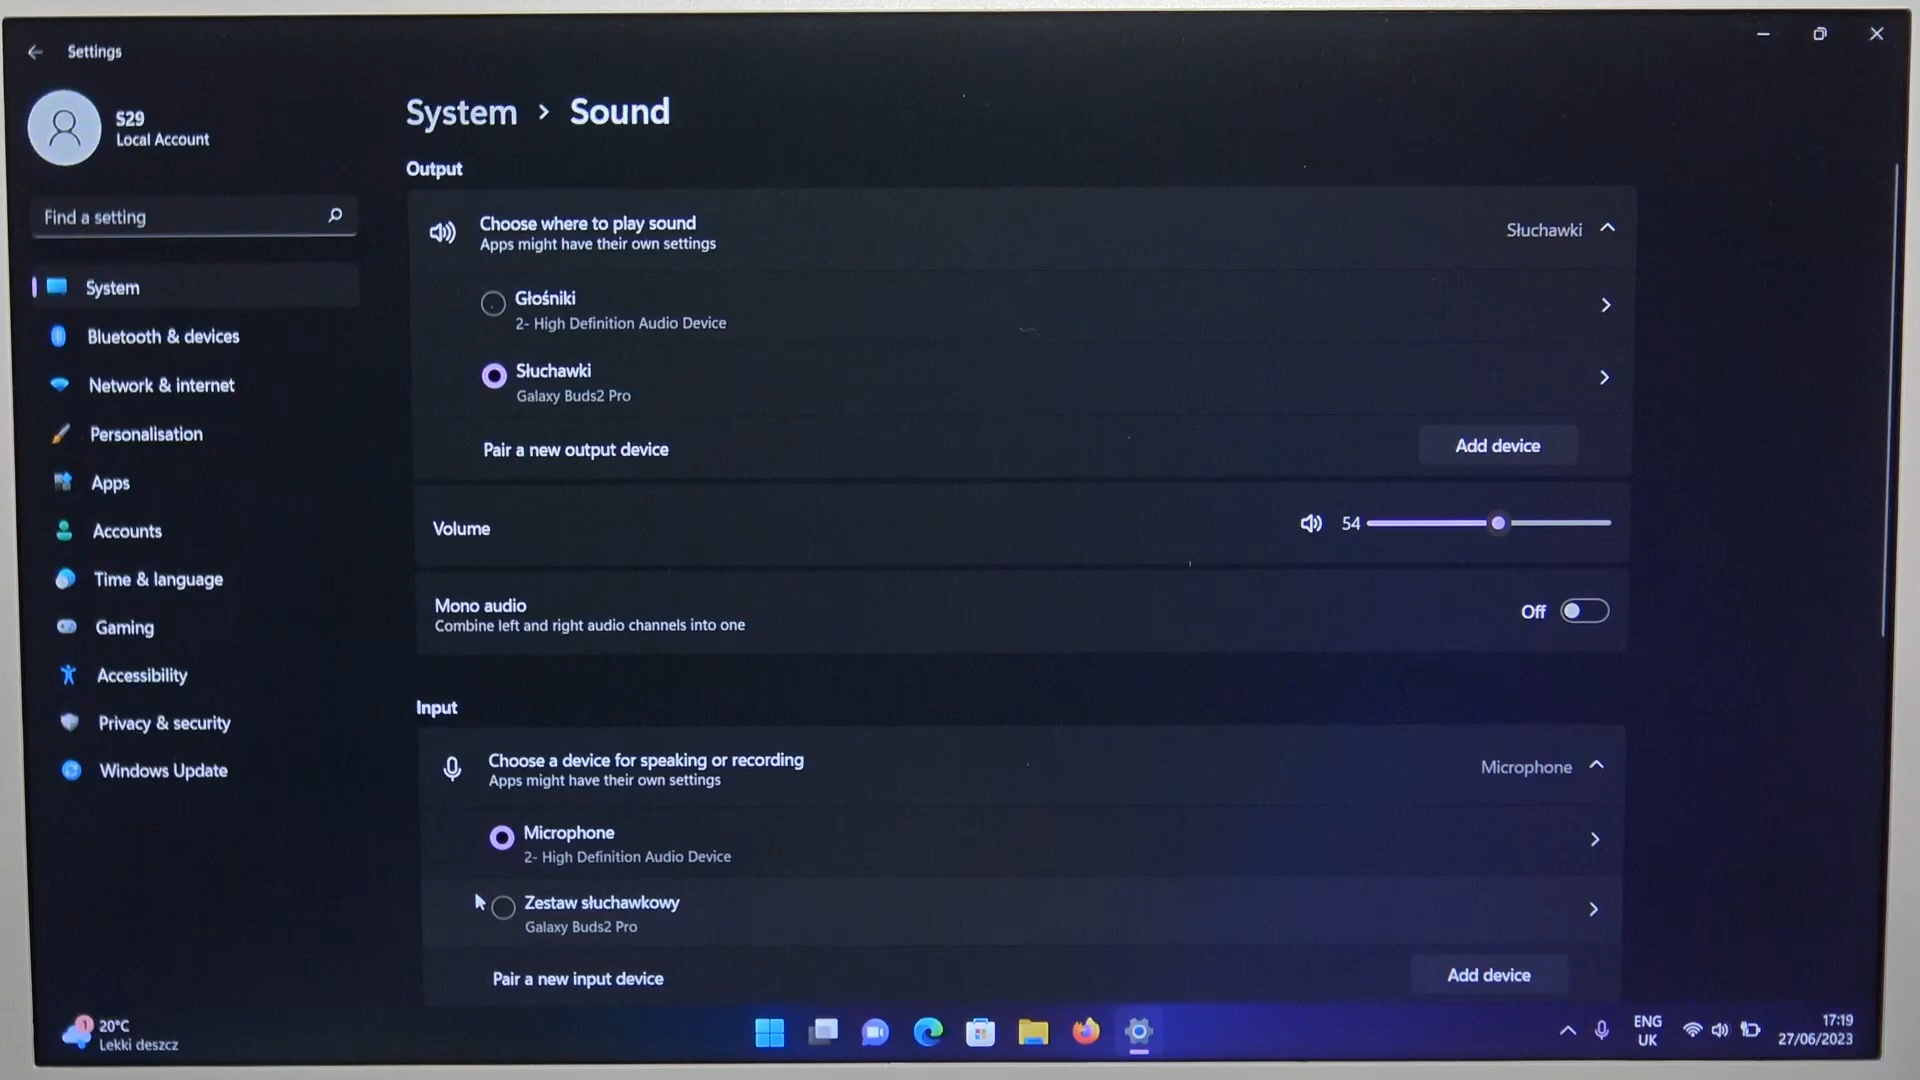 Settings
S29
Local Account
Find a setting
System
Bluetooth & devices
Network & internet
Personalisation
Apps
Accounts
Time & language
Gaming
Accessibility
Privacy & security
Windows Update
System > Sound
Output
Choose where to play sound
Apps might have their own settings
Słuchawki
Głośniki
2- High Definition Audio Device
Słuchawki
Galaxy Buds2 Pro
Pair a new output device
Add device
Volume
54
Mono audio
Combine left and right audio channels into one
Off
Input
Choose a device for speaking or recording
Apps might have their own settings
Microphone
Microphone
2- High Definition Audio Device
Zestaw słuchawkowy
Galaxy Buds2 Pro
Pair a new input device
Add device
1
20°C
Lekki deszcz
ENG
UK
17:19
27/06/2023